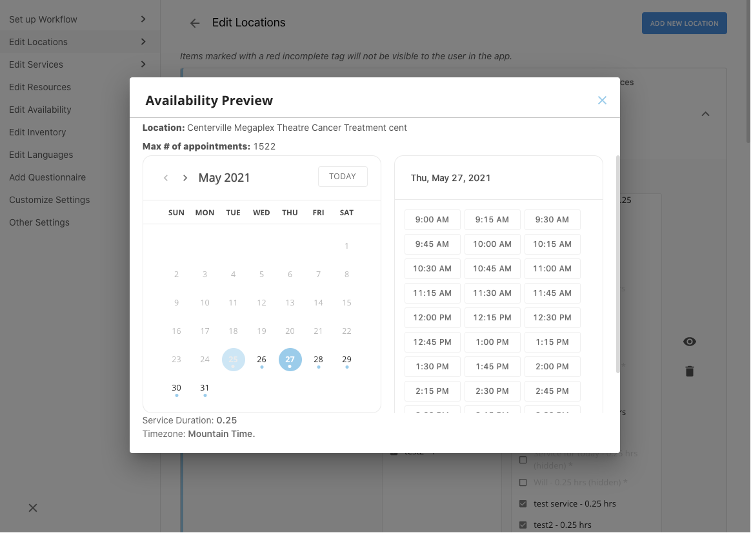 Set up Workflow
Edit Locations
Edit Services
Edit Resources
Edit Availability
Edit Inventory
Edit Languages
Add Questionnaire
Customize Settings
Other Settings
Edit Locations
ADD NEW LOCATION
Items marked with a red incomplete tag will not be visible to the user in the app.
Availability Preview
Location: Centerville Megaplex Theatre Cancer Treatment cent
Max # of appointments: 1522
May 2021
TODAY
SUN MON TUE WED THU FRI SAT
1
2 3 4 5 6 7 8
9 10 11 12 13 14 15
16 17 18 19 20 21 22
23 24 25 26 27 28 29
30 31
Thu, May 27, 2021
9:00 AM 9:15 AM 9:30 AM
9:45 AM 10:00 AM 10:15 AM
10:30 AM 10:45 AM 11:00 AM
11:15 AM 11:30 AM 11:45 AM
12:00 PM 12:15 PM 12:30 PM
12:45 PM 1:00 PM 1:15 PM
1:30 PM 1:45 PM 2:00 PM
2:15 PM 2:30 PM 2:45 PM
Service Duration: 0.25
Timezone: Mountain Time.
ces
.25
rs
hrs
(hidden) *
test service - 0.25 hrs
test2 - 0.25 hrs